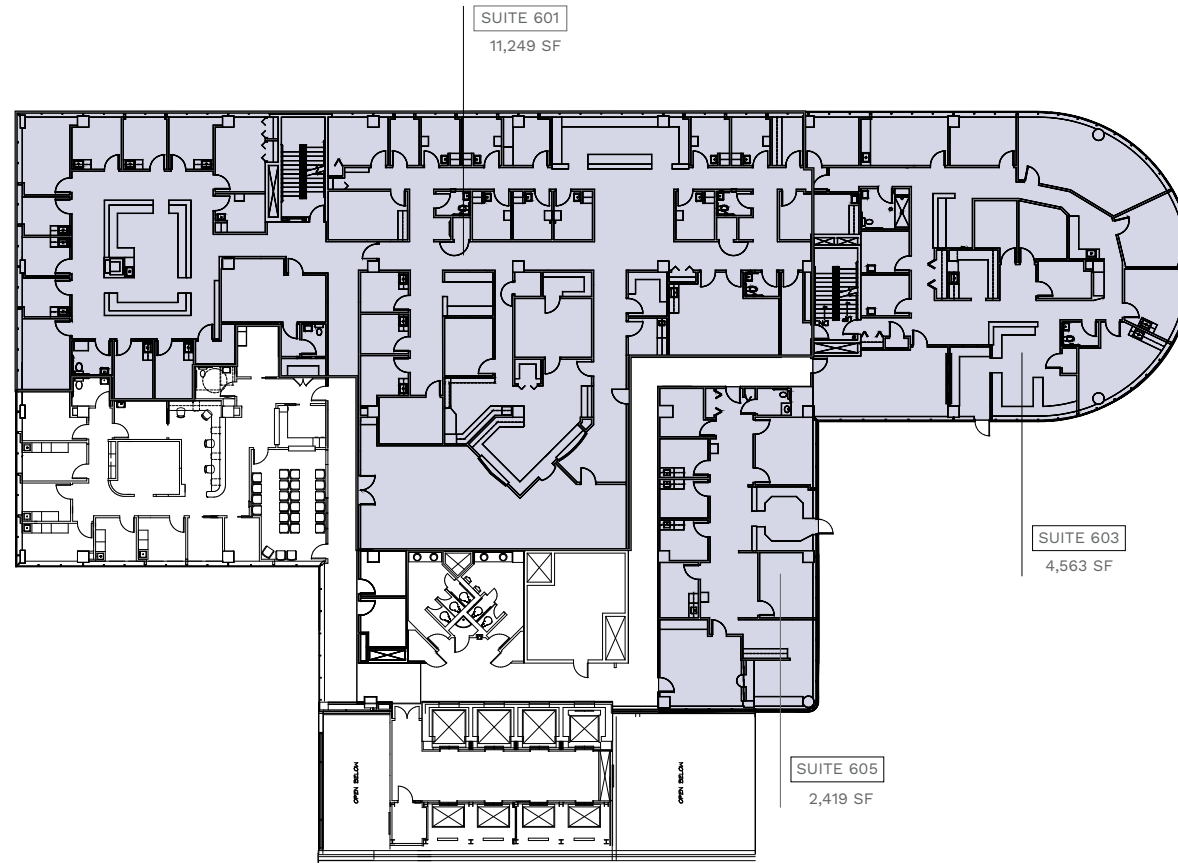 SUITE 601
11,249 SF
SUITE 603
4,563 SF
SUITE 605
2,419 SF
OPEN BELOW
OPEN BELOW